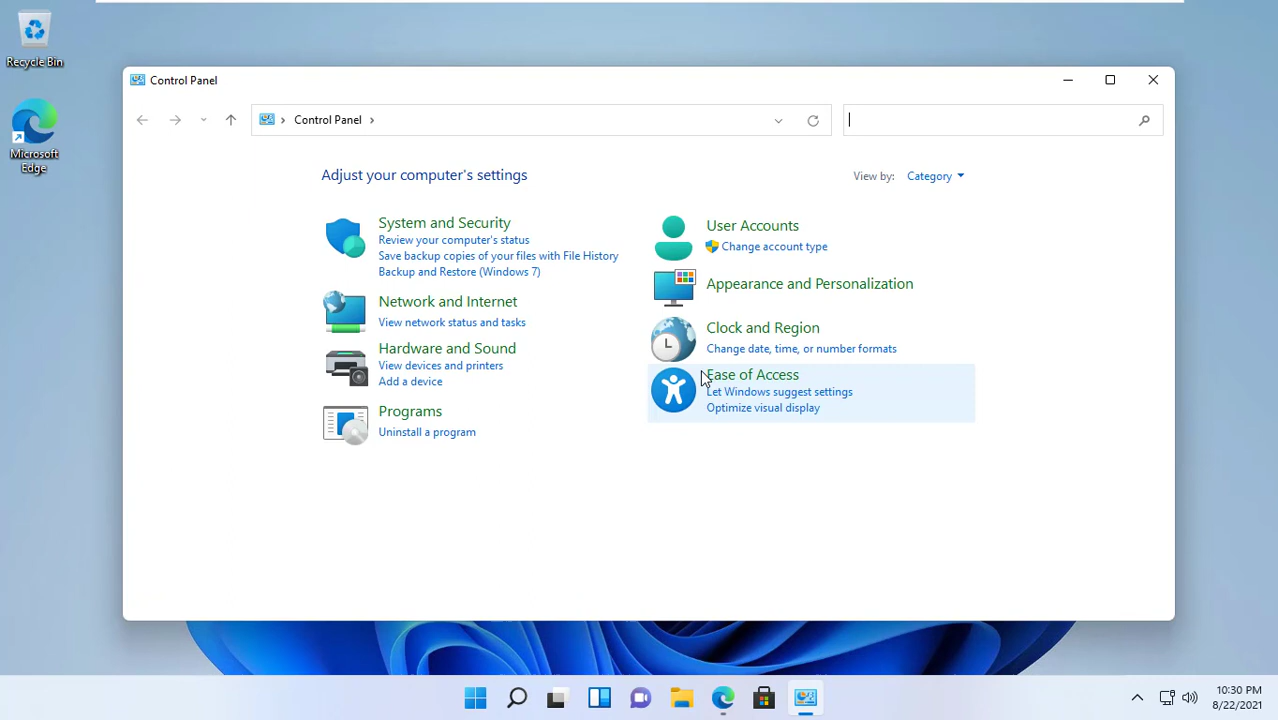 Recycle Bin
Microsoft
Edge
Control Panel
Control Panel
Adjust your computer's settings
View by: Category
System and Security
Review your computer's status
Save backup copies of your files with File History
Backup and Restore (Windows 7)
Network and Internet
View network status and tasks
Hardware and Sound
View devices and printers
Add a device
Programs
Uninstall a program
User Accounts
Change account type
Appearance and Personalization
Clock and Region
Change date, time, or number formats
Ease of Access
Let Windows suggest settings
Optimize visual display
10:30 PM
8/22/2021